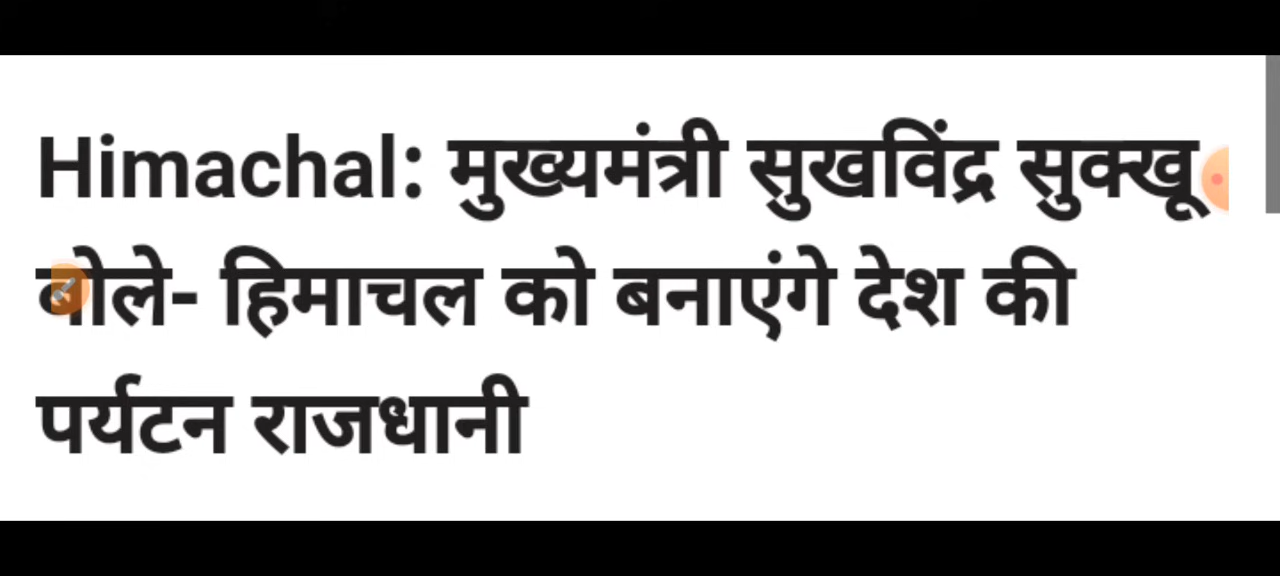 Himachal: मुख्यमंत्री सुखविंद्र सुक्खू
बोले- हिमाचल को बनाएंगे देश की
पर्यटन राजधानी